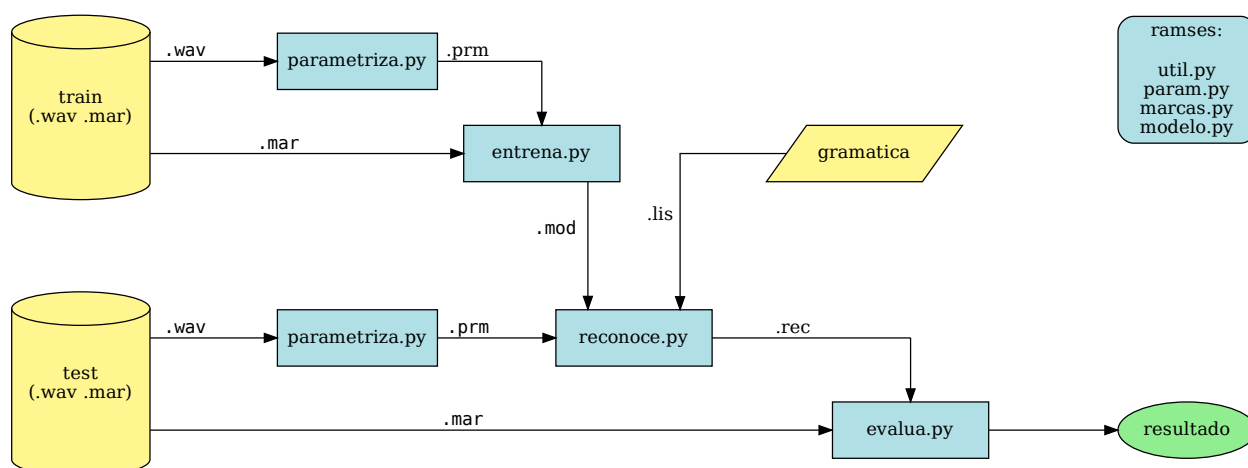 .wav
parametriza.py
.prm
train
(.wav .mar)
.mar
entrena.py
gramatica
ramses:
util.py
param.py
marcas.py
modelo.py
.mod
.lis
.wav
parametriza.py
.prm
reconoce.py
.rec
test
(.wav .mar)
.mar
evalua.py
resultado